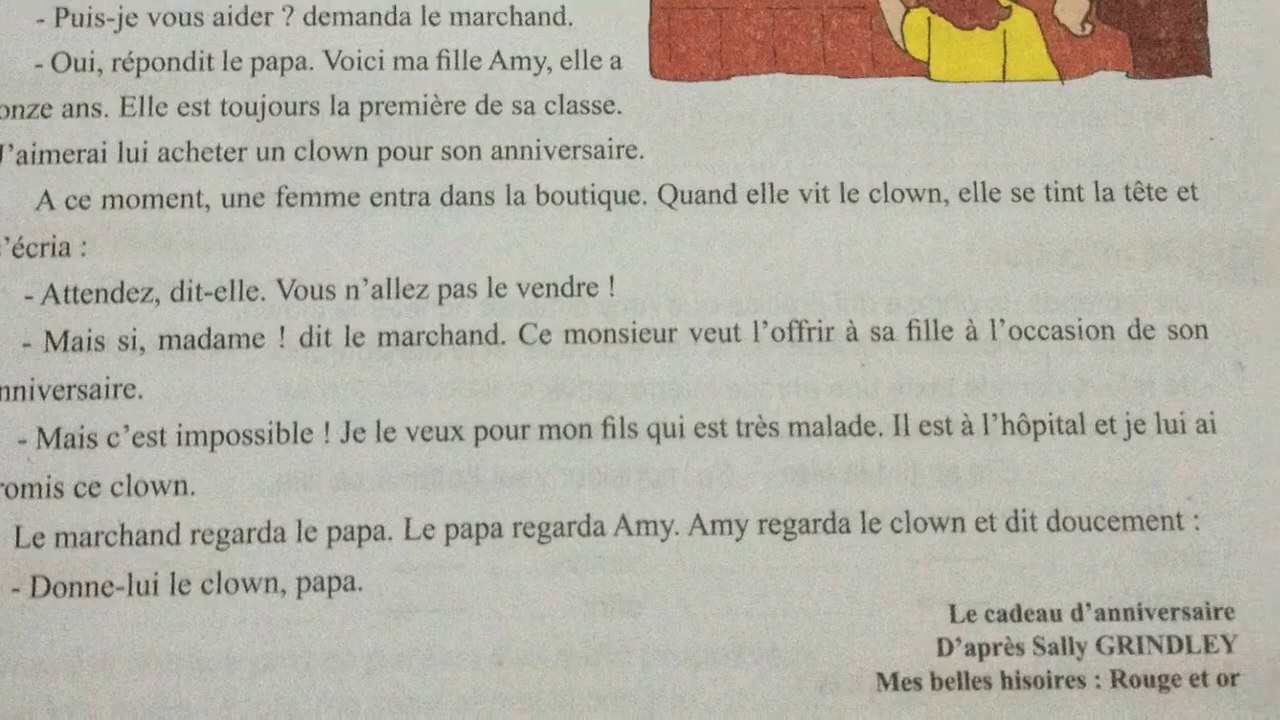 - Puis-je vous aider ? demanda le marchand.
- Oui, répondit le papa. Voici ma fille Amy, elle a
onze ans. Elle est toujours la première de sa classe.
J'aimerai lui acheter un clown pour son anniversaire.
A ce moment, une femme entra dans la boutique. Quand elle vit le clown, elle se tint la tête et
'écria :
- Attendez, dit-elle. Vous n'allez pas le vendre !
- Mais si, madame ! dit le marchand. Ce monsieur veut l'offrir à sa fille à l'occasion de son
nniversaire.
- Mais c'est impossible ! Je le veux pour mon fils qui est très malade. Il est à l'hôpital et je lui ai
romis ce clown.
Le marchand regarda le papa. Le papa regarda Amy. Amy regarda le clown et dit doucement :
- Donne-lui le clown, papa.
Le cadeau d'anniversaire
D'après Sally GRINDLEY
Mes belles hisoires : Rouge et or